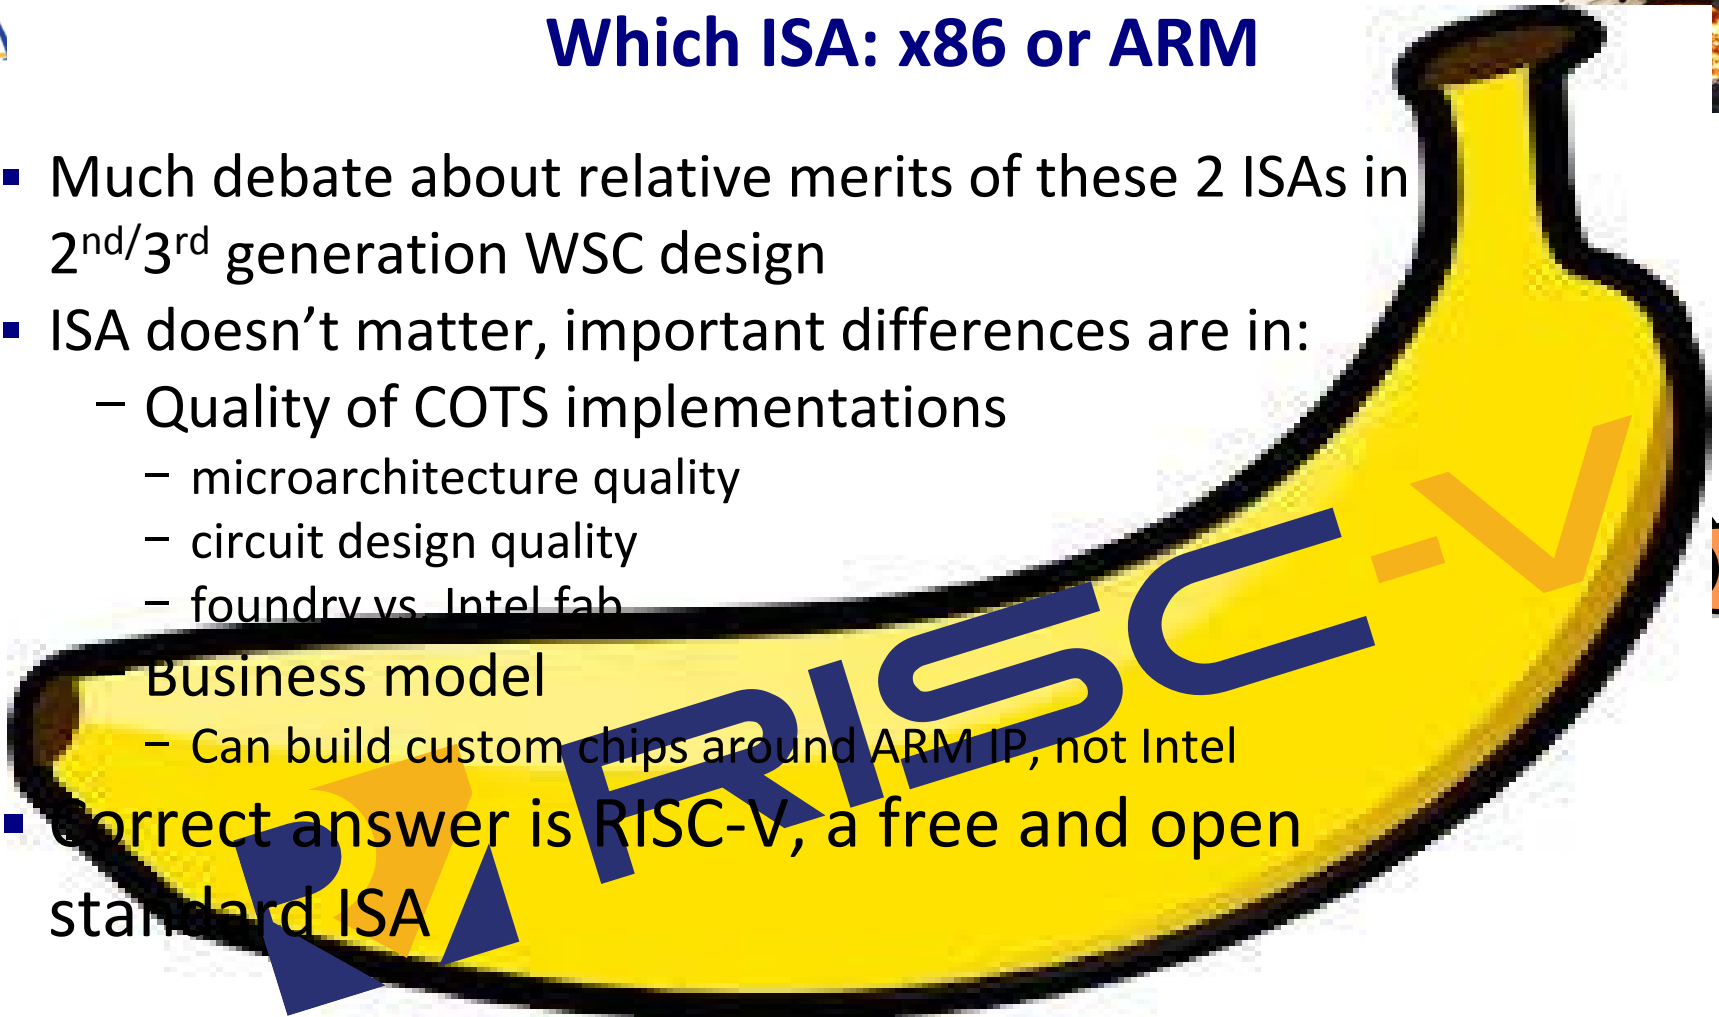 Which ISA: x86 or ARM
▪ Much debate about relative merits of these 2 ISAs in
2nd/3rd generation WSC design
▪ ISA doesn’t matter, important differences are in:
– Quality of COTS implementations
– microarchitecture quality
– circuit design quality
– foundry vs. Intel fab
– Business model
– Can build custom chips around ARM IP, not Intel
▪ Correct answer is RISC-V, a free and open
standard ISA
RISC-V